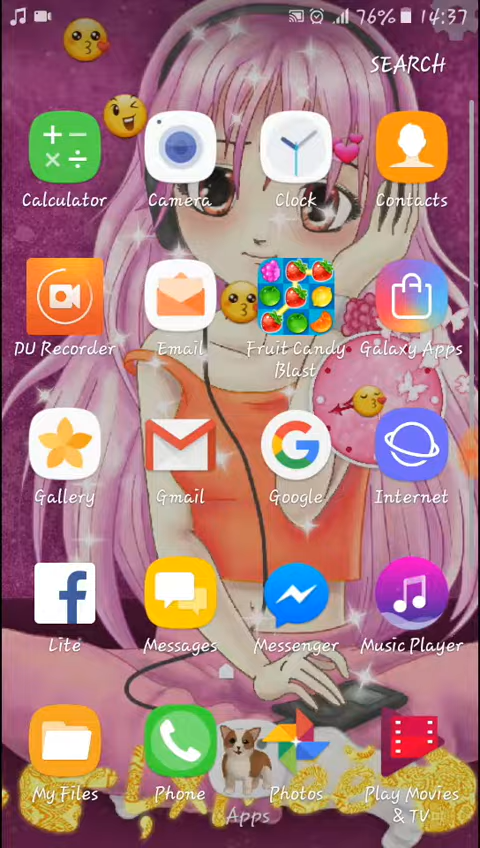 76% 14:37
SEARCH
Calculator
Camera
Clock
Contacts
DU Recorder
Email
Fruit Candy
Blast
Galaxy Apps
Gallery
Gmail
Google
Internet
Lite
Messages
Messenger
Music Player
My Files
Phone
Photos
Play Movies
& TV
Apps